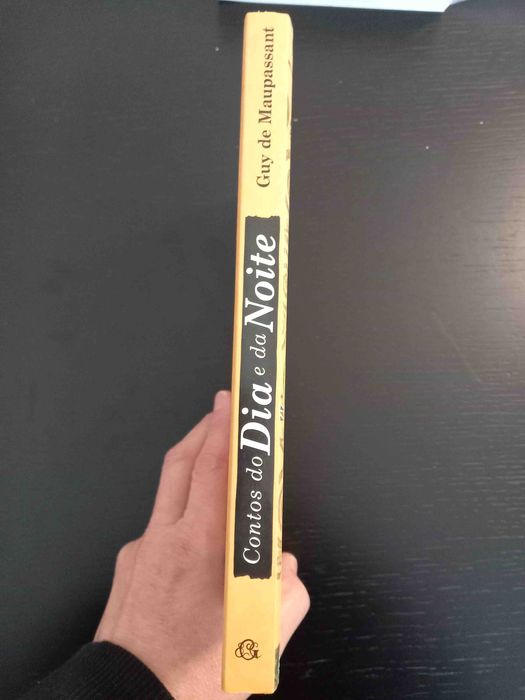 Contos do Dia e da Noite
Guy de Maupassant